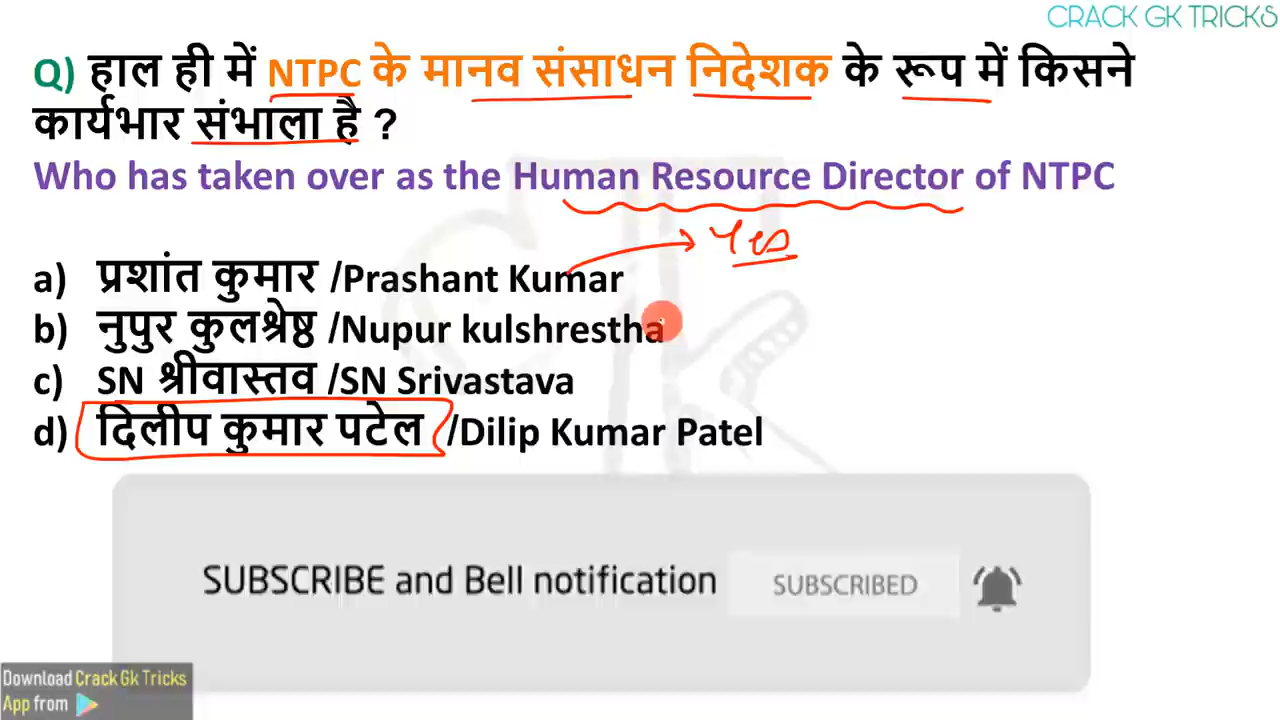 CRACK GK TRICKS
Q) हाल ही में NTPC के मानव संसाधन निदेशक के रूप में किसने
कार्यभार संभाला है ?
Who has taken over as the Human Resource Director of NTPC
Yes
a) प्रशांत कुमार /Prashant Kumar
b) नुपुर कुलश्रेष्ठ /Nupur kulshrestha
c) SN श्रीवास्तव /SN Srivastava
d) दिलीप कुमार पटेल /Dilip Kumar Patel
SUBSCRIBE and Bell notification SUBSCRIBED
Download Crack Gk Tricks
App from